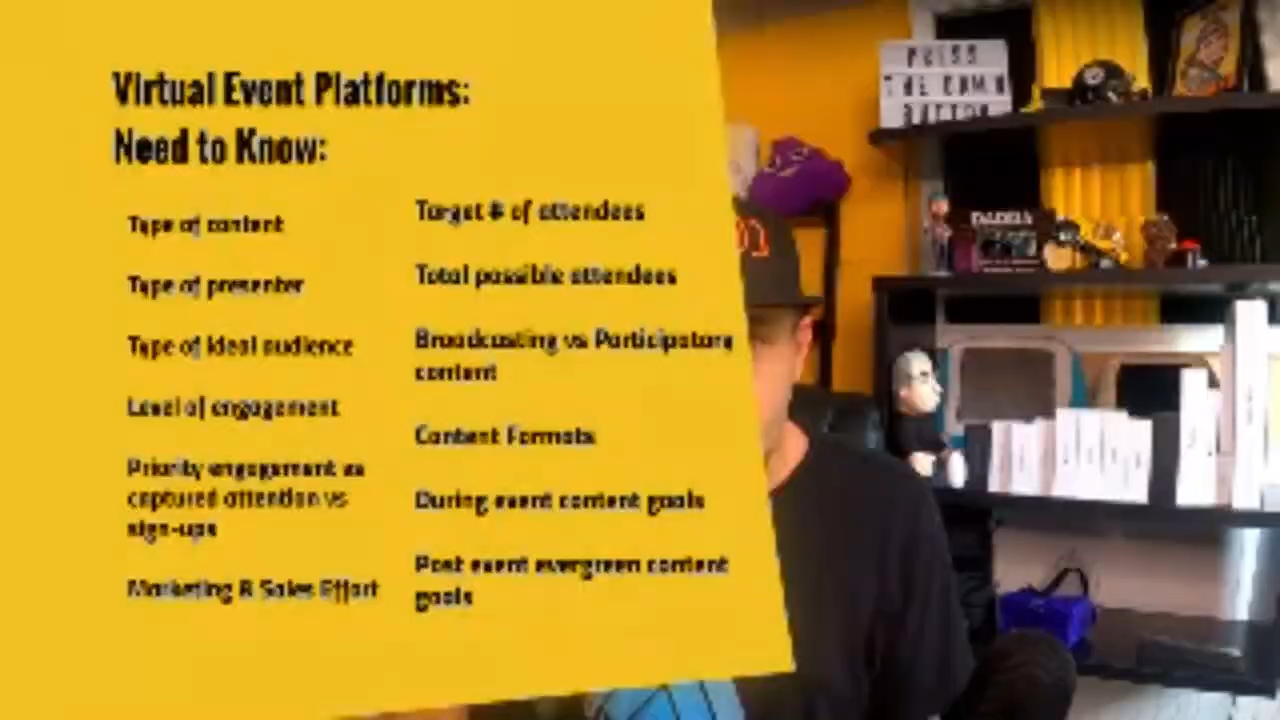 Virtual Event Platforms:
Need to Know:
Type of content
Type of presenter
Type of ideal audience
Level of engagement
Priority engagement as
captured attention vs
sign-ups
Marketing & Sales Effort
Target # of attendees
Total possible attendees
Broadcasting vs Participatory
content
Content Formats
During event content goals
Post event evergreen content
goals
PRESS
THE DAMN
BUTTON